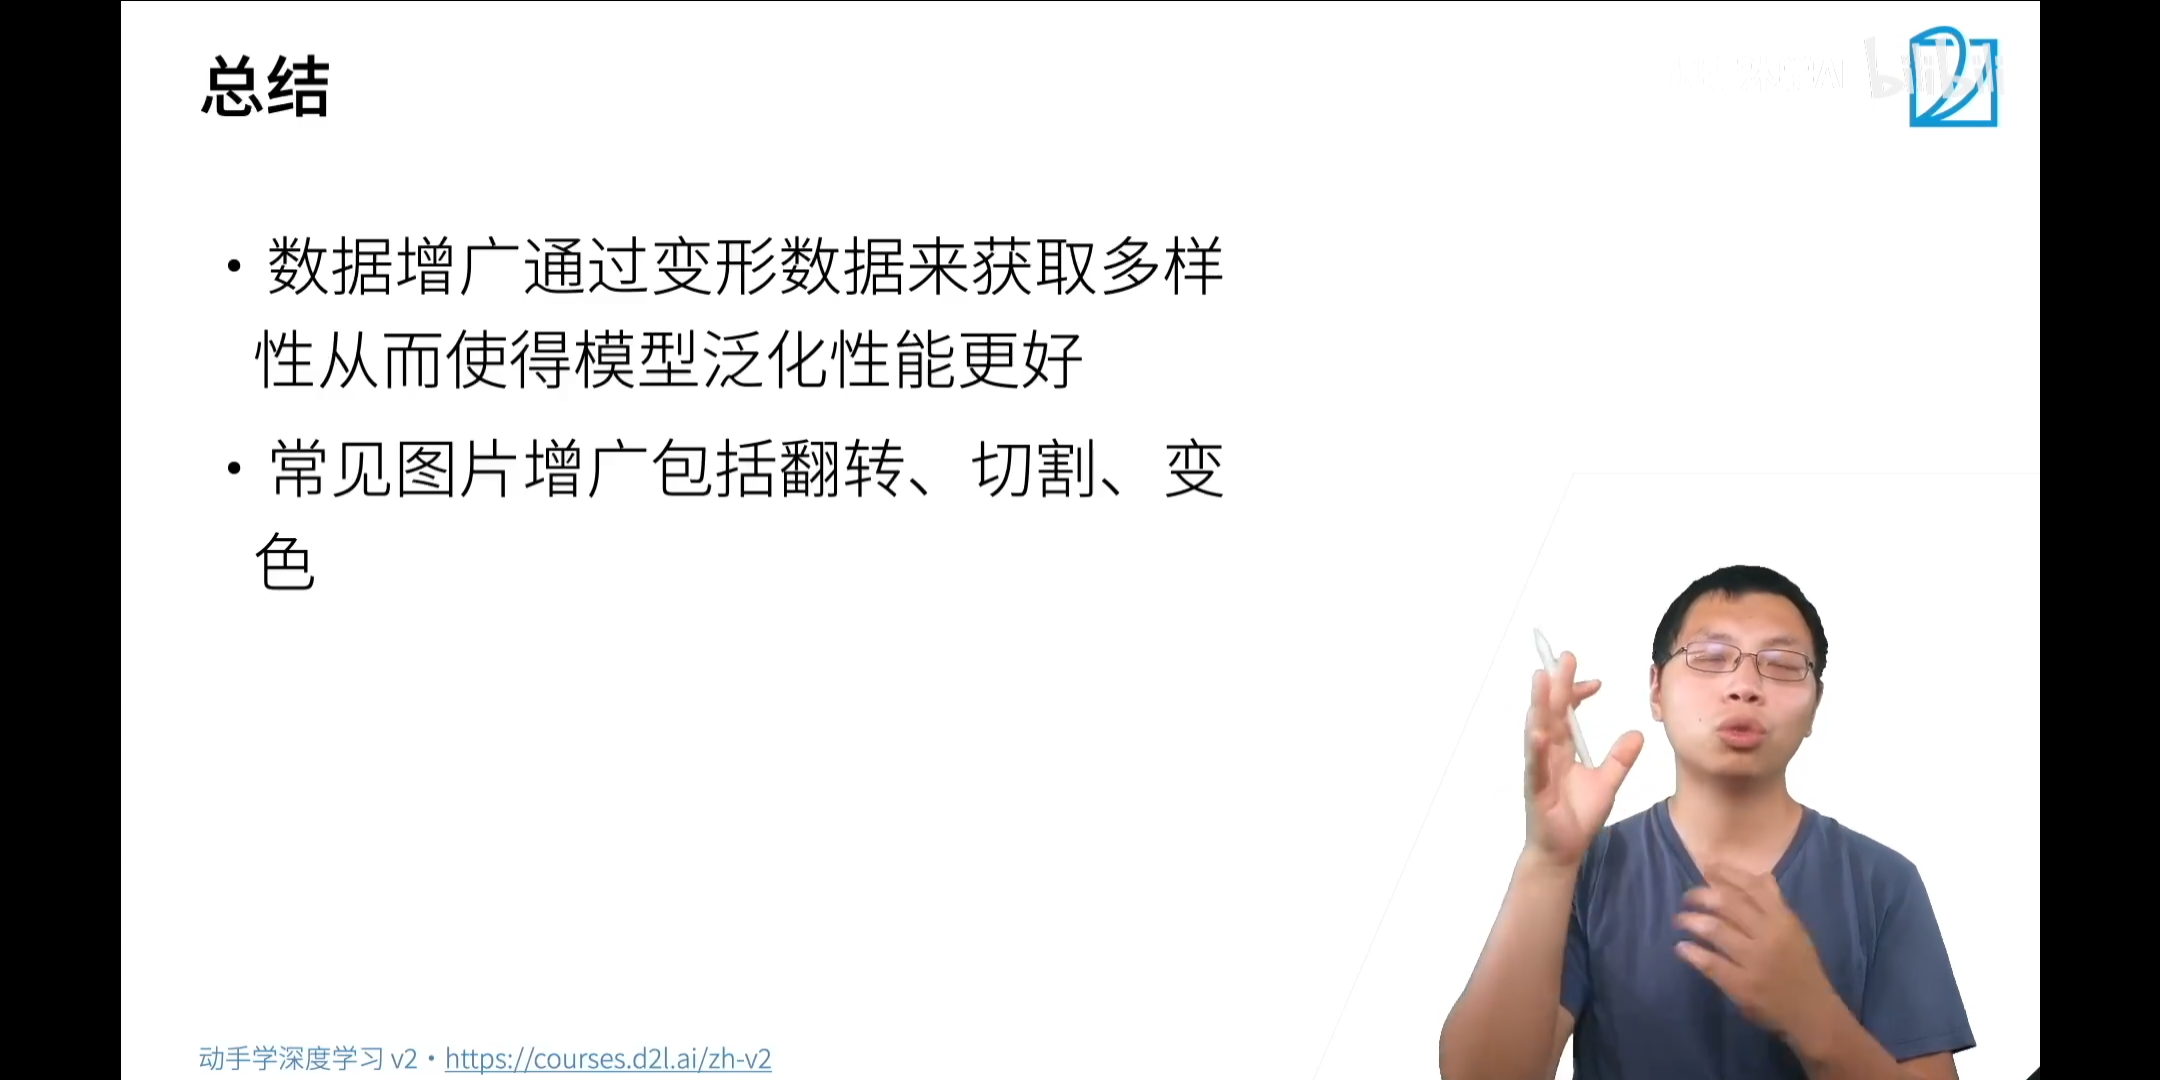 总结
• 数据增广通过变形数据来获取多样
性从而使得模型泛化性能更好
• 常见图片增广包括翻转、切割、变
色
动手学深度学习 v2 • https://courses.d2l.ai/zh-v2
bilibili